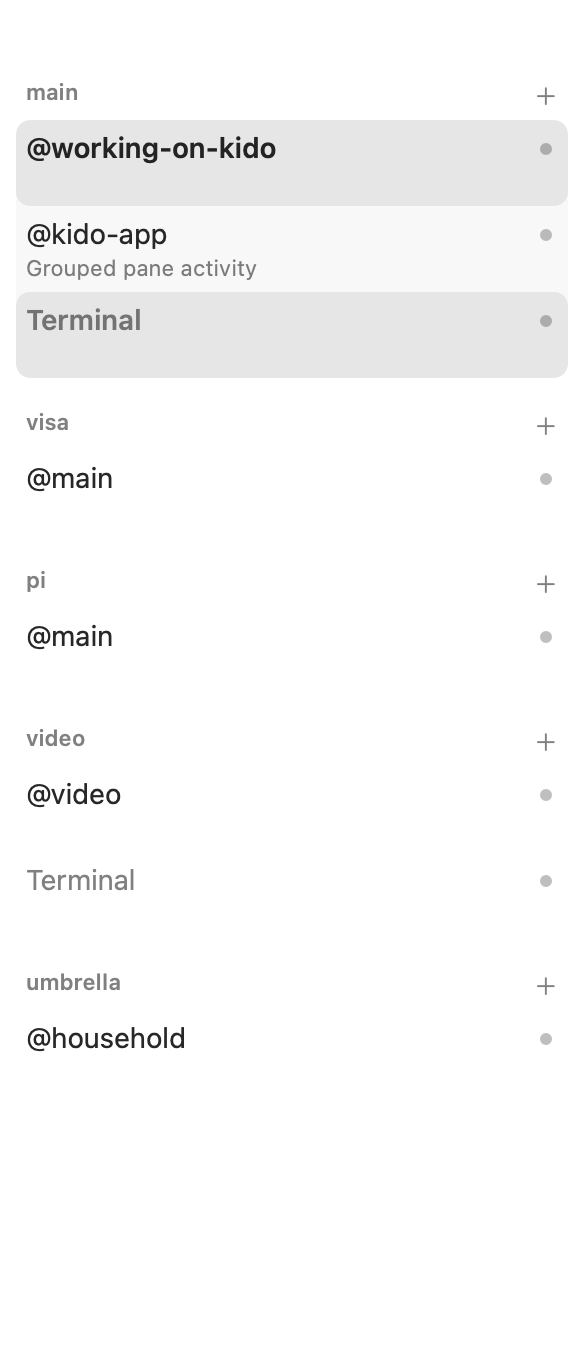 main
@working-on-kido
@kido-app
Grouped pane activity
Terminal
visa
@main
pi
@main
video
@video
Terminal
umbrella
@household